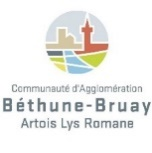 Communauté d'Agglomération
Béthune-Bruay
Artois Lys Romane